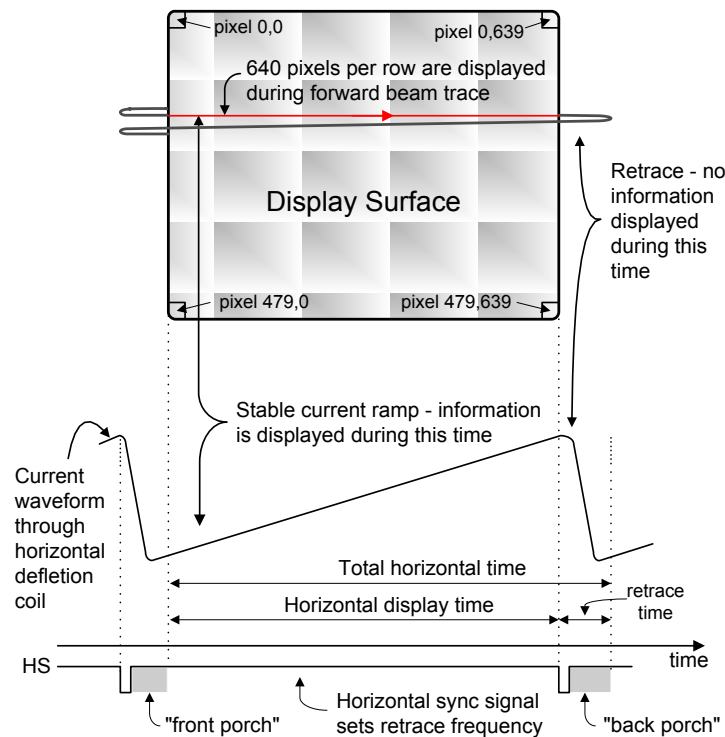 pixel 0,0
pixel 0,639
640 pixels per row are displayed
during forward beam trace
Retrace - no
information
displayed
during this
time
Display Surface
pixel 479,0
pixel 479,639
Stable current ramp - information
is displayed during this time
Current
waveform
through
horizontal
defletion
coil
Total horizontal time
Horizontal display time
retrace
time
time
HS
"front porch"
Horizontal sync signal
sets retrace frequency
"back porch"